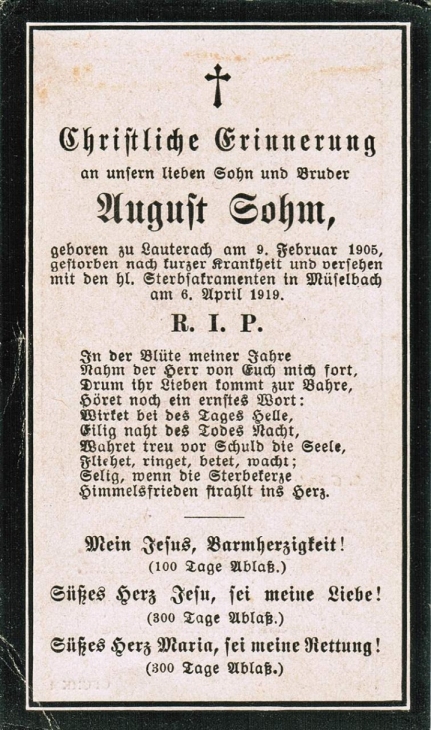 Christliche Erinnerung
an unsern lieben Sohn und Bruder
August Sohm,
geboren zu Lauterach am 9. Februar 1905,
gestorben nach kurzer Krankheit und versehen
mit den hl. Sterbsakramenten in Müselbach
am 6. April 1919.
R. I. P.
In der Blüte meiner Jahre
Nahm der Herr von Euch mich fort,
Drum ihr Lieben kommt zur Bahre,
Höret noch ein ernstes Wort:
Wirket bei des Tages Helle,
Eilig naht des Todes Nacht,
Wahret treu vor Schuld die Seele,
Fliehet, ringet, betet, wacht;
Selig, wenn die Sterbekerze
Himmelsfrieden strahlt ins Herz.
Mein Jesus, Barmherzigkeit!
(100 Tage Ablaß.)
Süßes Herz Jesu, sei meine Liebe!
(300 Tage Ablaß.)
Süßes Herz Maria, sei meine Rettung!
(300 Tage Ablaß.)